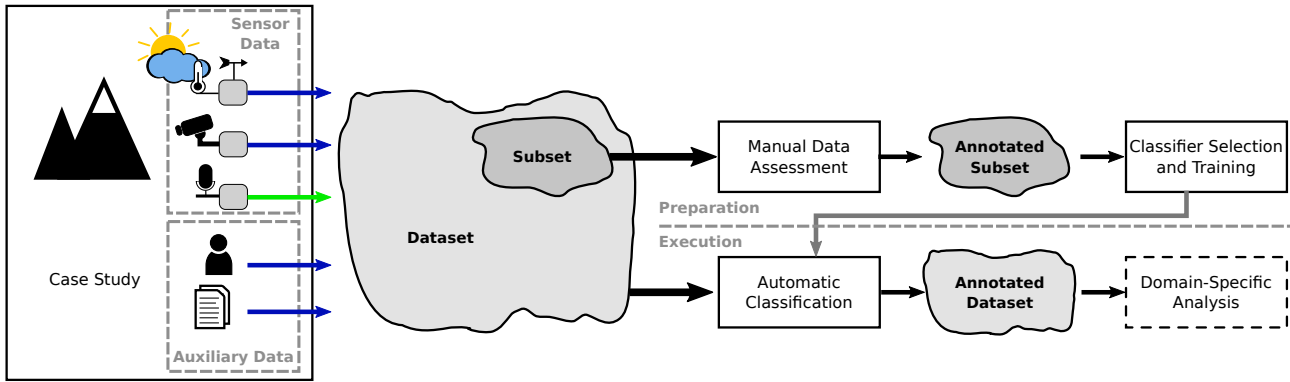 Sensor
Data
Case Study
Auxiliary Data
Dataset
Subset
Manual Data
Assessment
Annotated
Subset
Classifier Selection
and Training
Preparation
Execution
Automatic
Classification
Annotated
Dataset
Domain-Specific
Analysis